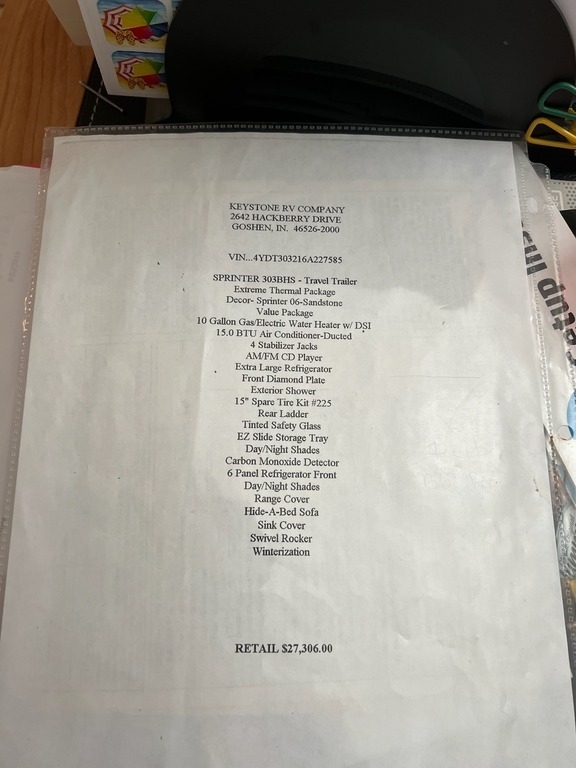 KEYSTONE RV COMPANY
2642 HACKBERRY DRIVE
GOSHEN, IN. 46526-2000
VIN...4YDT303216A227585
SPRINTER 303BHS - Travel Trailer
Extreme Thermal Package
Decor- Sprinter 06-Sandstone
Value Package
10 Gallon Gas/Electric Water Heater w/ DSI
15.0 BTU Air Conditioner-Ducted
4 Stabilizer Jacks
AM/FM CD Player
Extra Large Refrigerator
Front Diamond Plate
Exterior Shower
15" Spare Tire Kit #225
Rear Ladder
Tinted Safety Glass
EZ Slide Storage Tray
Day/Night Shades
Carbon Monoxide Detector
6 Panel Refrigerator Front
Day/Night Shades
Range Cover
Hide-A-Bed Sofa
Sink Cover
Swivel Rocker
Winterization
RETAIL $27,306.00